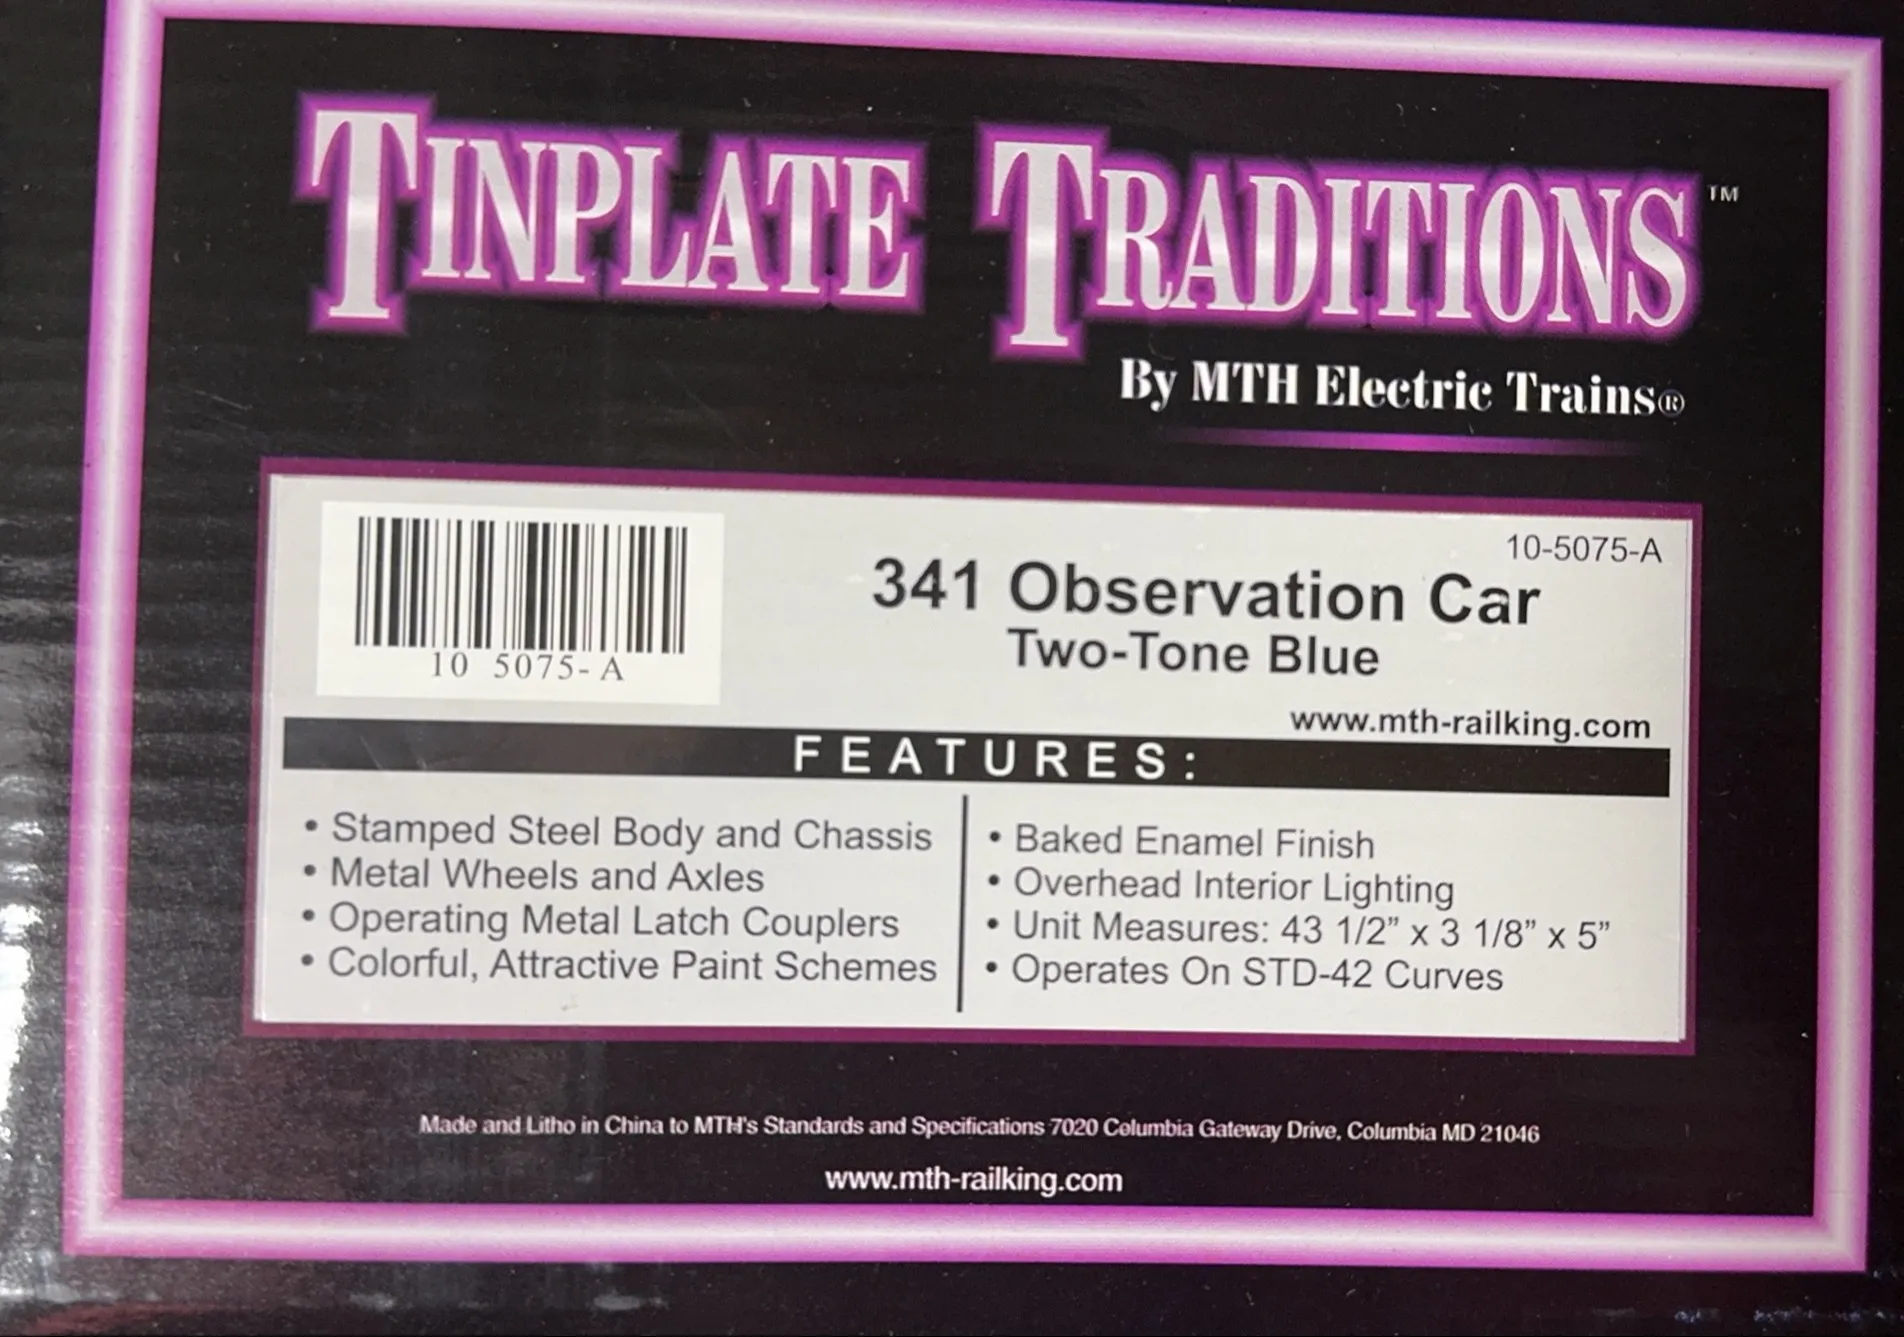 TINPLATE TRADITIONS™
By MTH Electric Trains®
10-5075-A
10 5075-A
341 Observation Car
Two-Tone Blue
www.mth-railking.com
FEATURES:
• Stamped Steel Body and Chassis
• Metal Wheels and Axles
• Operating Metal Latch Couplers
• Colorful, Attractive Paint Schemes
• Baked Enamel Finish
• Overhead Interior Lighting
• Unit Measures: 43 1/2” x 3 1/8” x 5”
• Operates On STD-42 Curves
Made and Litho in China to MTH's Standards and Specifications 7020 Columbia Gateway Drive, Columbia MD 21046
www.mth-railking.com